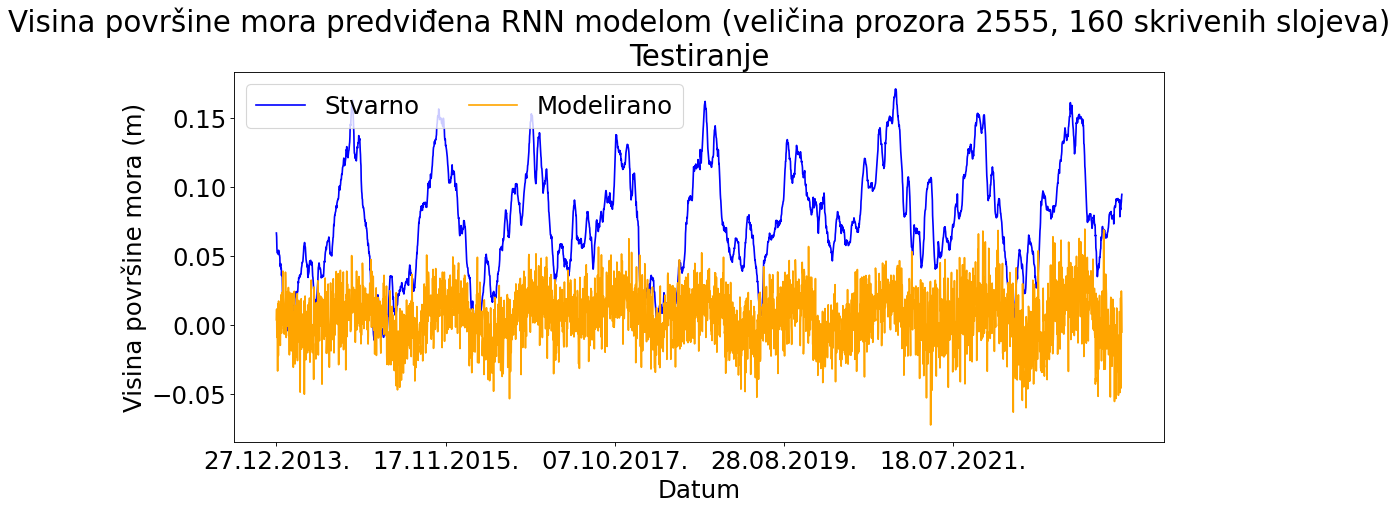 Visina površine mora predviđena RNN modelom (veličina prozora 2555, 160 skrivenih slojeva)
Testiranje
Stvarno Modelirano
Visina površine mora (m)
0.15
0.10
0.05
0.00
−0.05
27.12.2013. 17.11.2015. 07.10.2017. 28.08.2019. 18.07.2021.
Datum